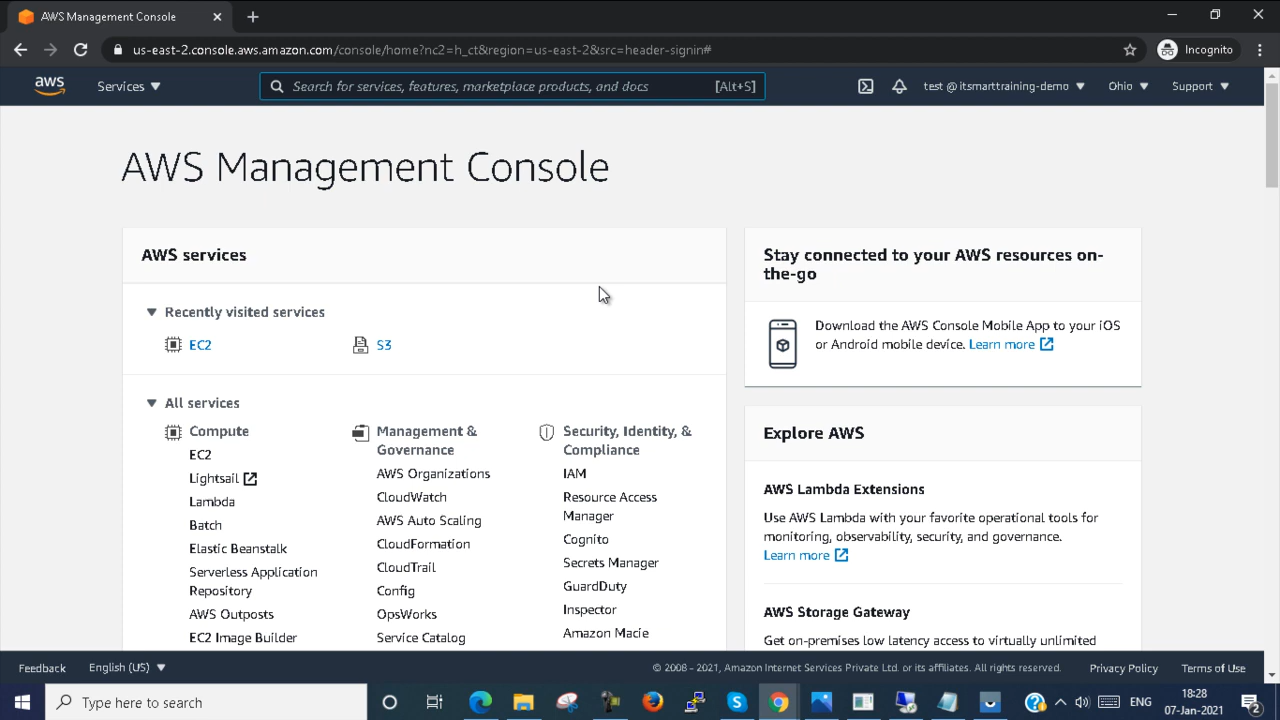 AWS Management Console
us-east-2.console.aws.amazon.com/console/home?nc2=h_ct&region=us-east-2&src=header-signin#
Incognito
aws
Services
Search for services, features, marketplace products, and docs [Alt+S]
test @ itsmarttraining-demo
Ohio
Support
AWS Management Console
AWS services
Recently visited services
EC2
S3
All services
Compute
EC2
Lightsail
Lambda
Batch
Elastic Beanstalk
Serverless Application
Repository
AWS Outposts
EC2 Image Builder
Management &
Governance
AWS Organizations
CloudWatch
AWS Auto Scaling
CloudFormation
CloudTrail
Config
OpsWorks
Service Catalog
Security, Identity, &
Compliance
IAM
Resource Access
Manager
Cognito
Secrets Manager
GuardDuty
Inspector
Amazon Macie
Stay connected to your AWS resources on-
the-go
Download the AWS Console Mobile App to your iOS
or Android mobile device. Learn more
Explore AWS
AWS Lambda Extensions
Use AWS Lambda with your favorite operational tools for
monitoring, observability, security, and governance.
Learn more
AWS Storage Gateway
Get on-premises low latency access to virtually unlimited
Feedback
English (US)
© 2008 - 2021, Amazon Internet Services Private Ltd. or its affiliates. All rights reserved.
Privacy Policy
Terms of Use
Type here to search
ENG
18:28
07-Jan-2021
2